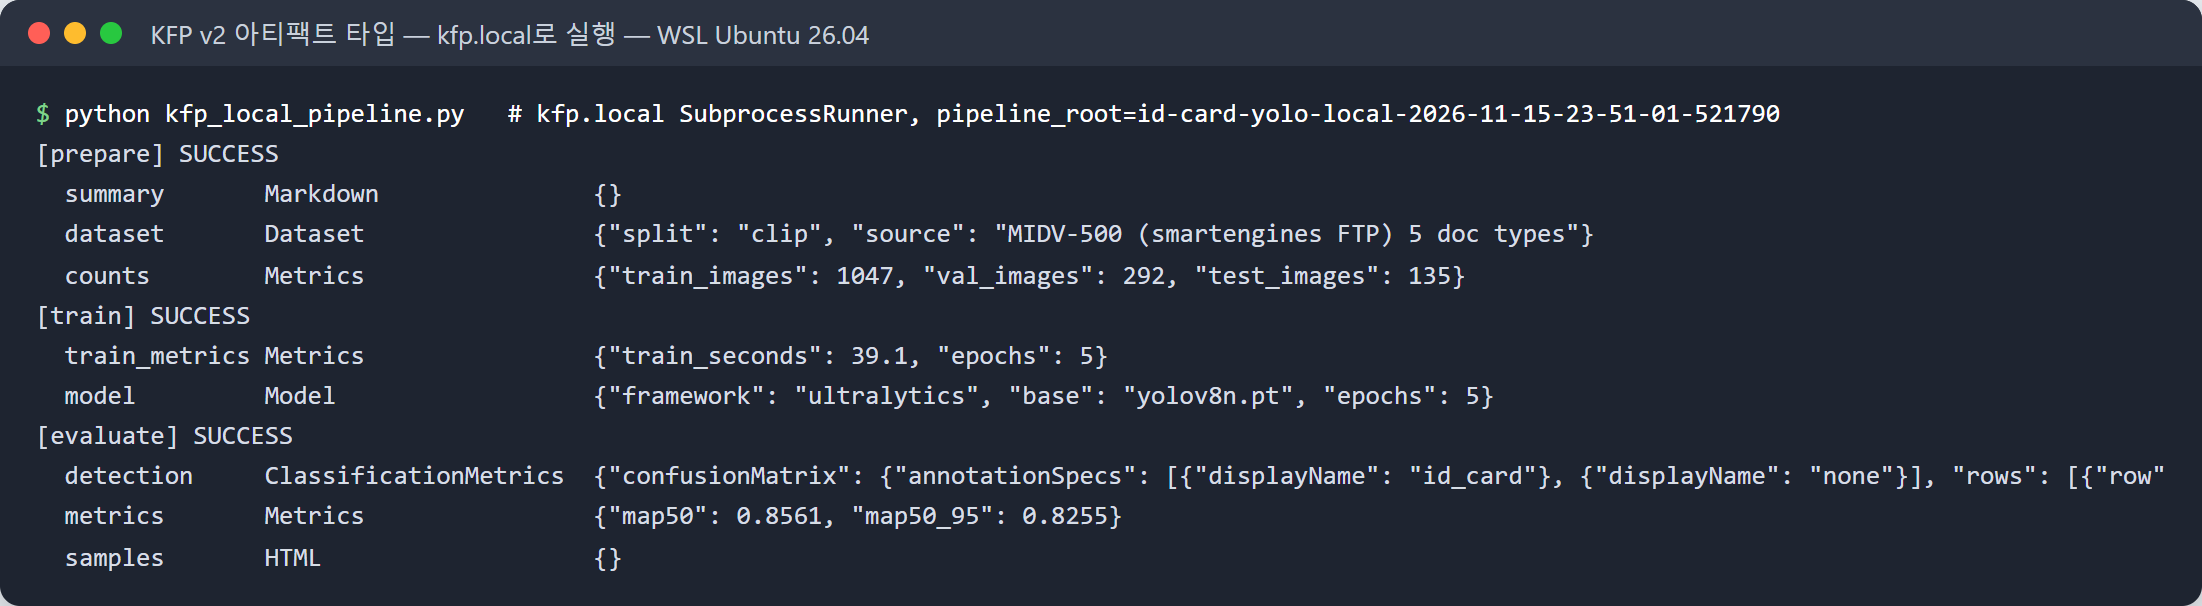 KFP v2 아티팩트 타입 — kfp.local로 실행 — WSL Ubuntu 26.04
$ python kfp_local_pipeline.py   # kfp.local SubprocessRunner, pipeline_root=id-card-yolo-local-2026-11-15-23-51-01-521790
[prepare] SUCCESS
  summary       Markdown               {}
  dataset       Dataset                {"split": "clip", "source": "MIDV-500 (smartengines FTP) 5 doc types"}
  counts        Metrics                {"train_images": 1047, "val_images": 292, "test_images": 135}
[train] SUCCESS
  train_metrics Metrics                {"train_seconds": 39.1, "epochs": 5}
  model         Model                  {"framework": "ultralytics", "base": "yolov8n.pt", "epochs": 5}
[evaluate] SUCCESS
  detection     ClassificationMetrics  {"confusionMatrix": {"annotationSpecs": [{"displayName": "id_card"}, {"displayName": "none"}], "rows": [{"row"
  metrics       Metrics                {"map50": 0.8561, "map50_95": 0.8255}
  samples       HTML                   {}